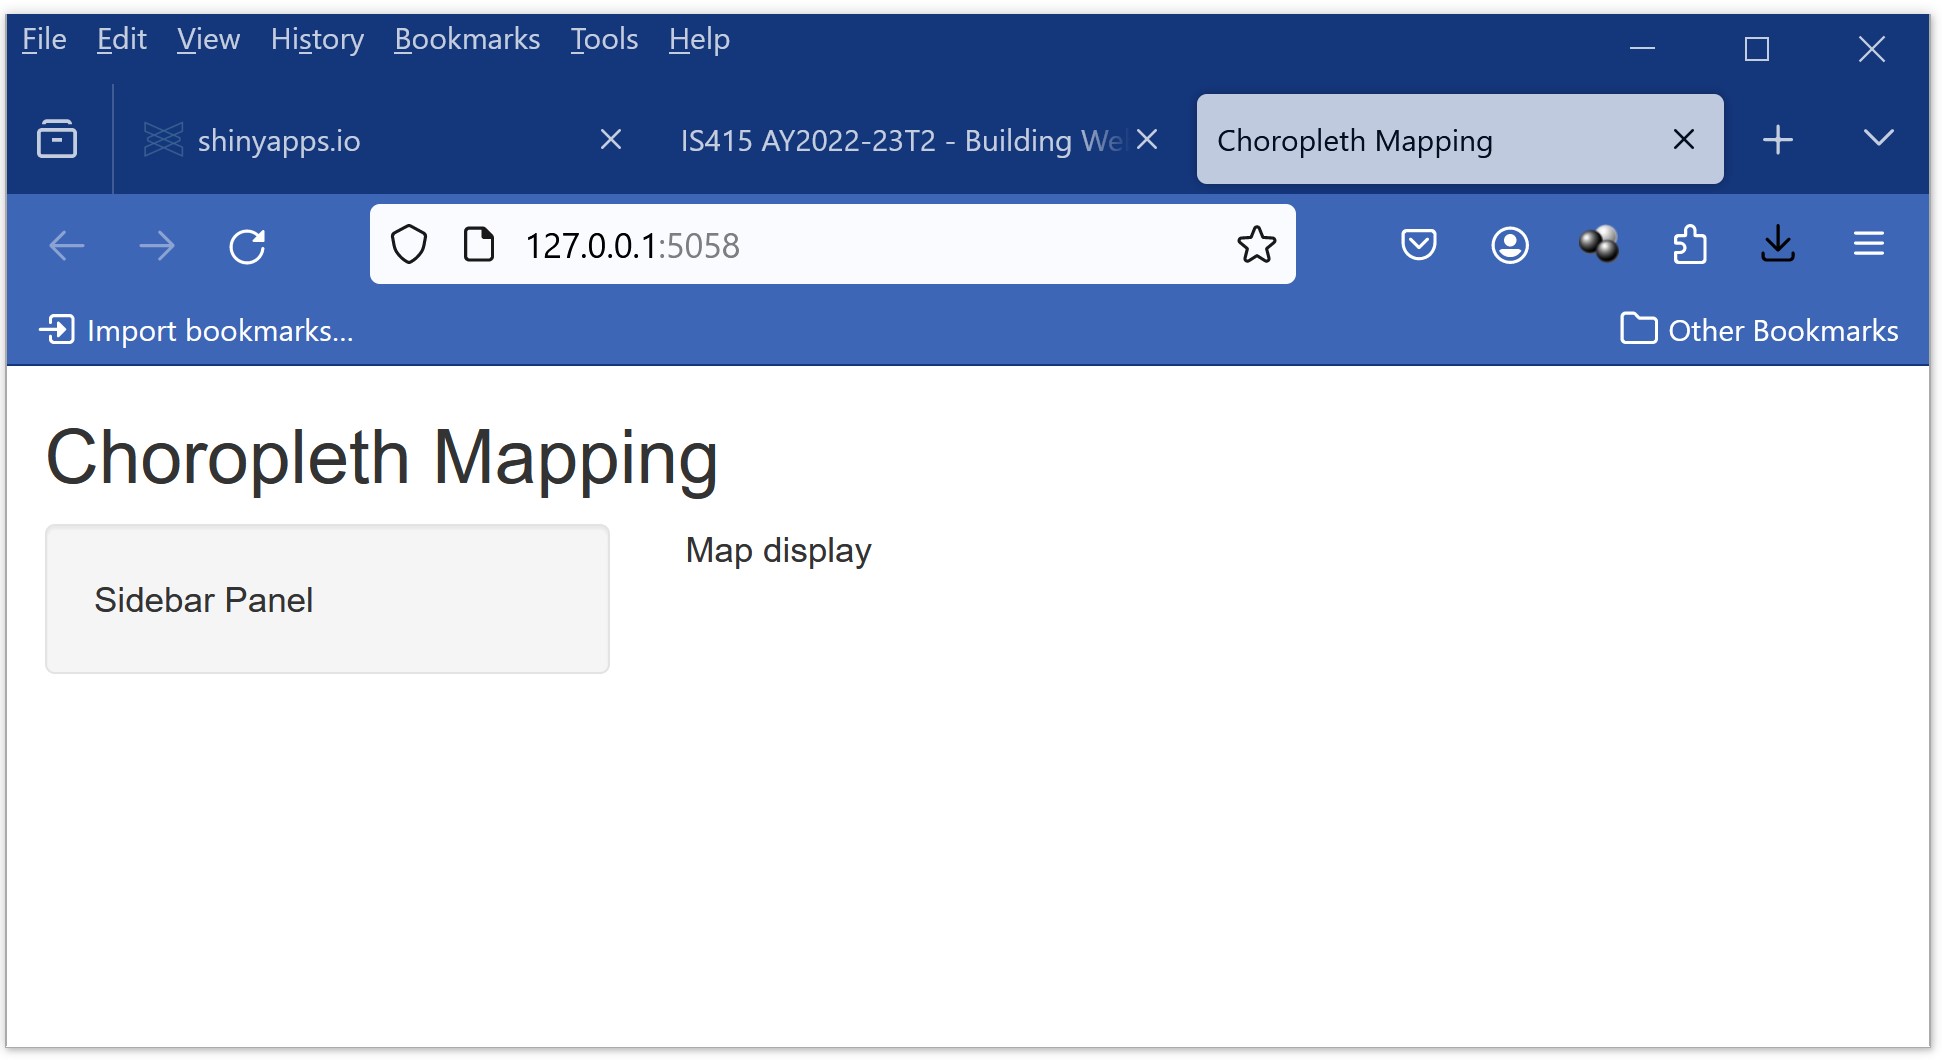 File Edit View History Bookmarks Tools Help
shinyapps.io
IS415 AY2022-23T2 - Building We
Choropleth Mapping
127.0.0.1:5058
Import bookmarks...
Other Bookmarks
Choropleth Mapping
Map display
Sidebar Panel